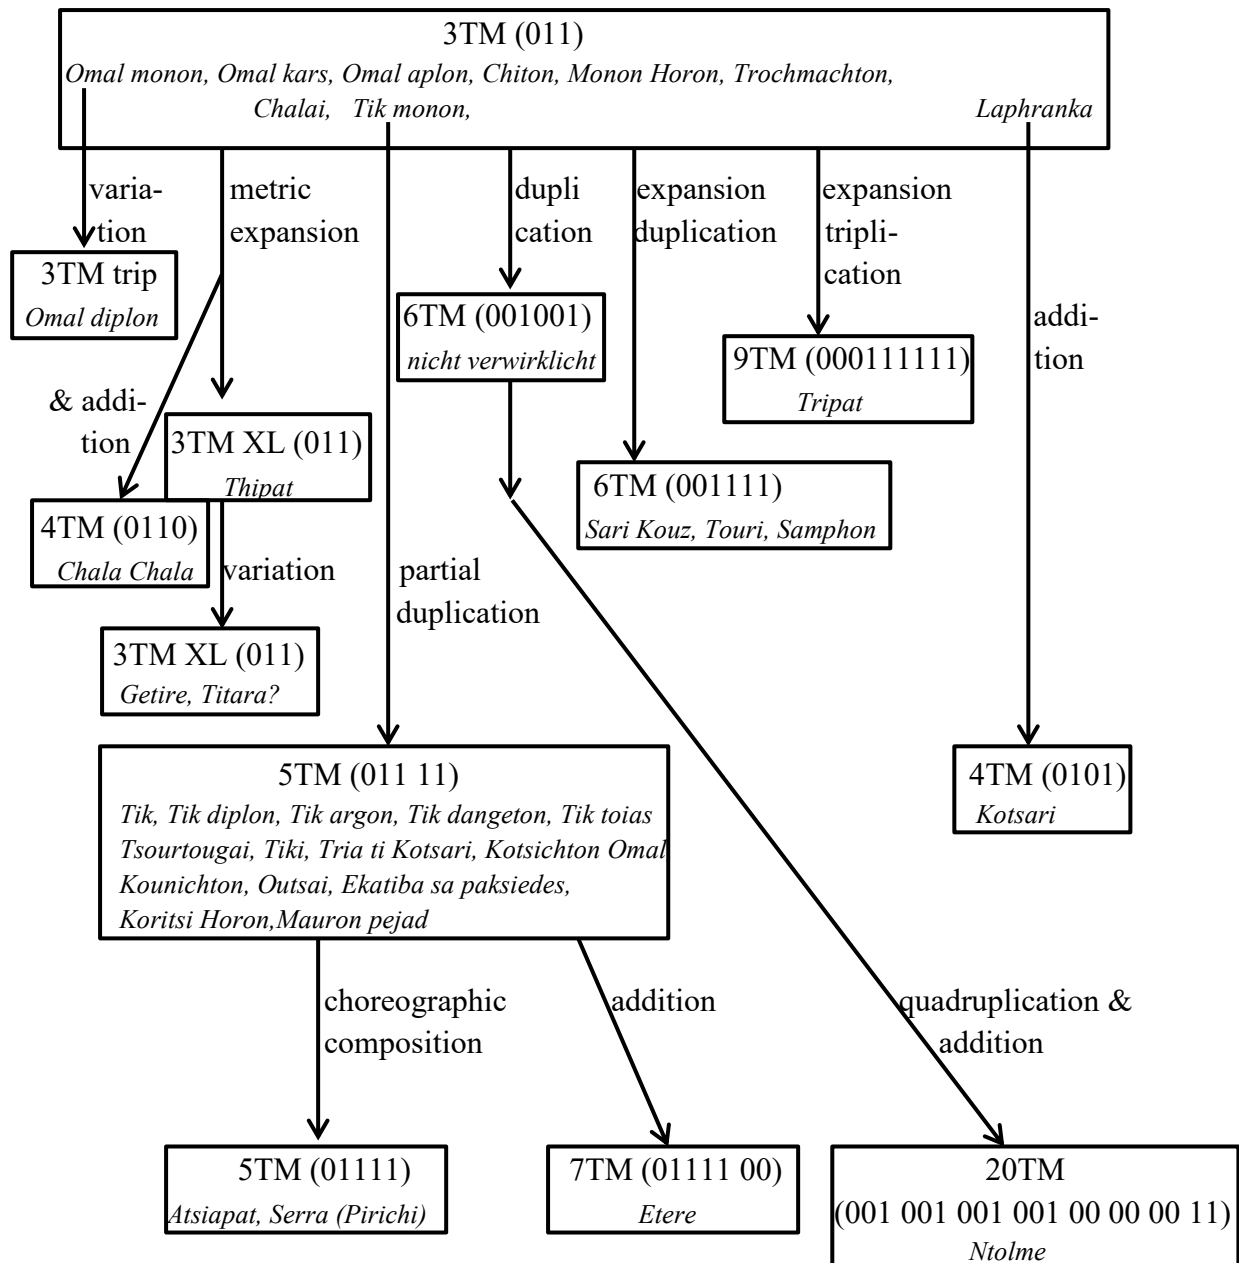 3TM (011)
Omal monon, Omal kars, Omal aplon, Chiton, Monon Horon, Trochmachton,
Chalai, Tik monon, Laphranka
varia-
tion
metric
expansion
dupli
cation
expansion
duplication
expansion
tripli-
cation
addi-
tion
3TM trip
Omal diplon
6TM (001001)
nicht verwirklicht
9TM (000111111)
Tripat
& addi-
tion
3TM XL (011)
Thipat
6TM (001111)
Sari Kouz, Touri, Samphon
4TM (0110)
Chala Chala
variation
partial
duplication
3TM XL (011)
Getire, Titara?
5TM (011 11)
Tik, Tik diplon, Tik argon, Tik dangeton, Tik toias
Tsourtougai, Tiki, Tria ti Kotsari, Kotsichton Omal
Kounichton, Outsai, Ekatiba sa paksiedes,
Koritsi Horon,Mauron pejad
4TM (0101)
Kotsari
choreographic
composition
addition
quadruplication &
addition
5TM (01111)
Atsiapat, Serra (Pirichi)
7TM (01111 00)
Etere
20TM
(001 001 001 001 00 00 00 11)
Ntolme